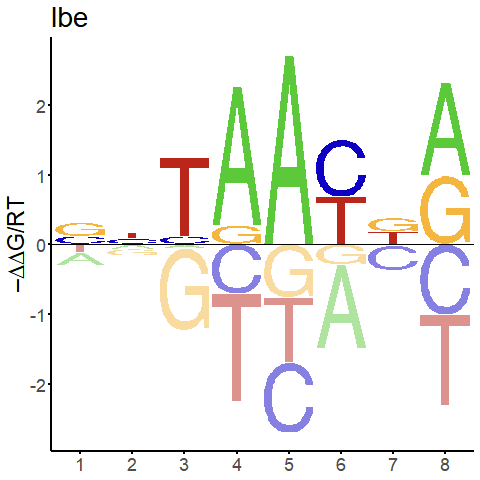 lbe
−ΔΔG/RT
2
1
0
-1
-2
G C T A A C G A
C T T G T T G
C C
A A G C G G C C
G T T A T
C
1 2 3 4 5 6 7 8